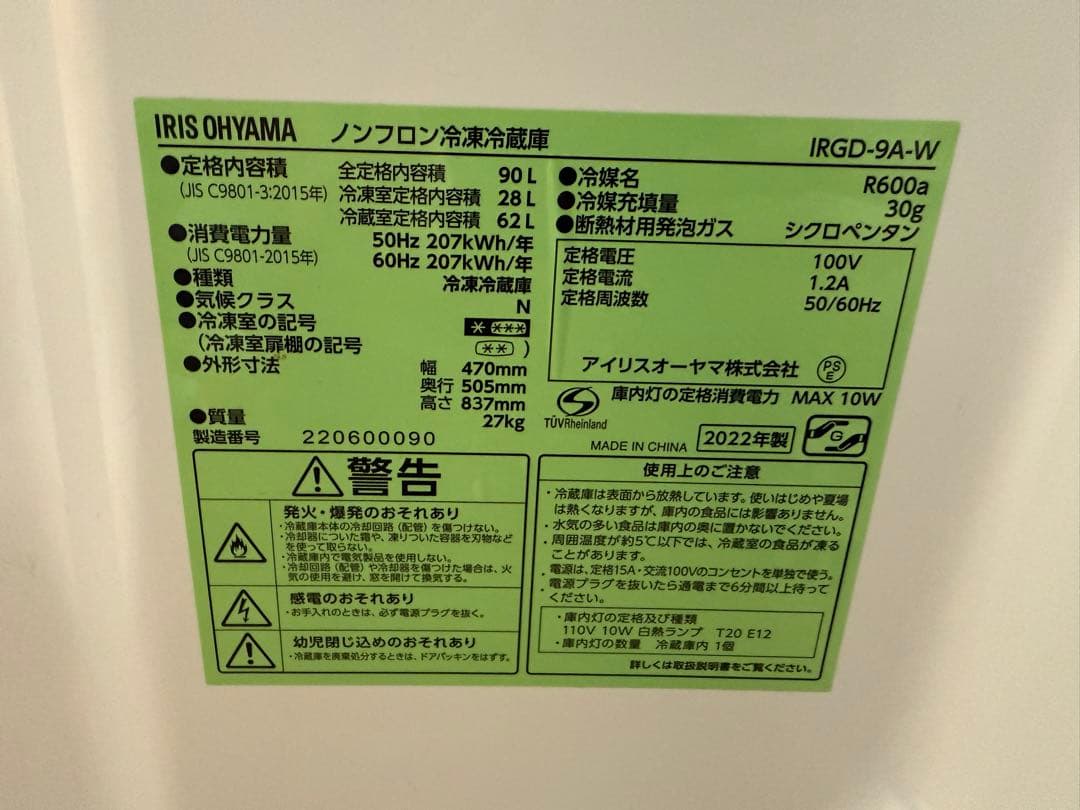 IRIS OHYAMA ノンフロン冷凍冷蔵庫 IRGD-9A-W
●定格内容積 全定格内容積 90 L
(JIS C9801-3:2015年) 冷凍室定格内容積 28 L
冷蔵室定格内容積 62 L
●消費電力量 50Hz 207kWh/年
(JIS C9801-2015年) 60Hz 207kWh/年
●種類 冷凍冷蔵庫
●気候クラス N
●冷凍室の記号 * ***
(冷凍室扉棚の記号 ** )
●外形寸法 幅 470mm
奥行 505mm
高さ 837mm
●質量 27kg
製造番号 220600090
●冷媒名 R600a
●冷媒充填量 30g
●断熱材用発泡ガス シクロペンタン
定格電圧 100V
定格電流 1.2A
定格周波数 50/60Hz
アイリスオーヤマ株式会社 PSE
TÜVRheinland 庫内灯の定格消費電力 MAX 10W
MADE IN CHINA 2022年製 G
警告
発火・爆発のおそれあり
・冷蔵庫本体の冷却回路(配管)を傷つけない。
・冷却器についた霜や、凍りついた容器を刃物など
を使って取らない。
・冷蔵庫内で電気製品を使用しない。
・冷却回路(配管)や冷却器を傷つけた場合は、火
気の使用を避け、窓を開けて換気する。
感電のおそれあり
・お手入れのときは、必ず電源プラグを抜く。
幼児閉じ込めのおそれあり
・冷蔵庫を廃棄処分するときは、ドアパッキンをはずす。
使用上のご注意
・冷蔵庫は表面から放熱しています。使いはじめや夏場
は熱くなりますが、庫内の食品には影響ありません。
・水気の多い食品は庫内の奥に置かないでください。
・周囲温度が約5℃以下では、冷蔵室の食品が凍る
ことがあります。
・電源は、定格15A・交流100Vのコンセントを単独で使う。
・電源プラグを抜いたら通電まで6分間以上待って
ください。
・庫内灯の定格及び種類
110V 10W 白熱ランプ T20 E12
・庫内灯の数量 冷蔵庫内 1個
詳しくは取扱説明書をご覧ください。